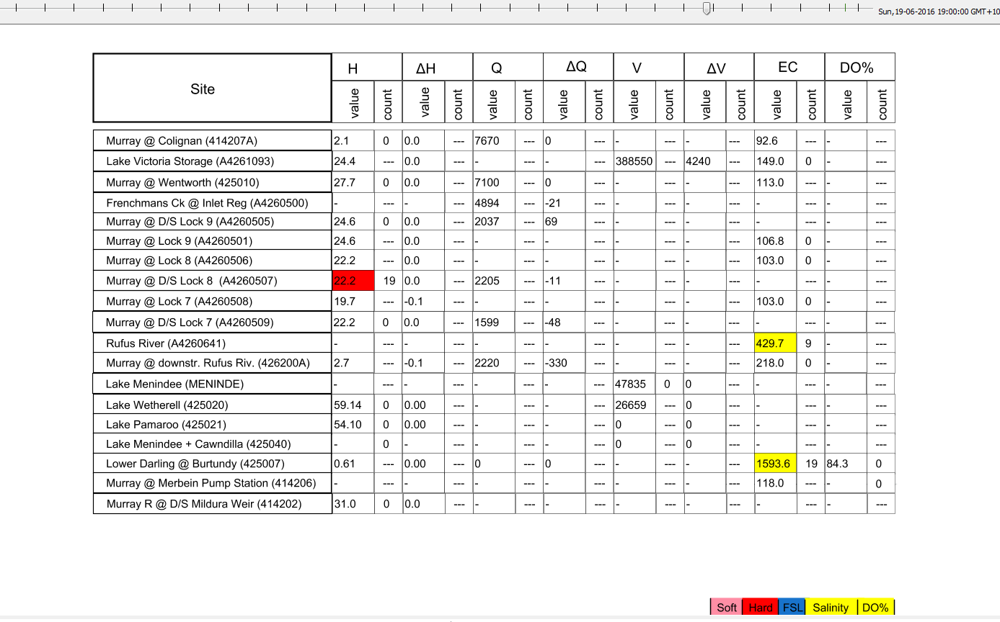 Sun,19-06-2016 19:00:00 GMT+10
Site H ΔH Q ΔQ V ΔV EC DO%
value count value count value count value count value count value count value count value count
Murray @ Colignan (414207A) 2.1 0 0.0 --- 7670 --- 0 --- - --- - --- 92.6 --- - ---
Lake Victoria Storage (A4261093) 24.4 --- 0.0 --- - --- - --- 388550 --- 4240 --- 149.0 0 - ---
Murray @ Wentworth (425010) 27.7 0 0.0 --- 7100 --- 0 --- - --- - --- 113.0 --- - ---
Frenchmans Ck @ Inlet Reg (A4260500) - --- - --- 4894 --- -21 --- - --- - --- - --- - ---
Murray @ D/S Lock 9 (A4260505) 24.6 0 0.0 --- 2037 --- 69 --- - --- - --- - --- - ---
Murray @ Lock 9 (A4260501) 24.6 --- 0.0 --- - --- - --- - --- - --- 106.8 0 - ---
Murray @ Lock 8 (A4260506) 22.2 --- 0.0 --- - --- - --- - --- - --- 103.0 0 - ---
Murray @ D/S Lock 8 (A4260507) 22.2 19 0.0 --- 2205 --- -11 --- - --- - --- - --- - ---
Murray @ Lock 7 (A4260508) 19.7 --- -0.1 --- - --- - --- - --- - --- 103.0 0 - ---
Murray @ D/S Lock 7 (A4260509) 22.2 0 0.0 --- 1599 --- -48 --- - --- - --- - --- - ---
Rufus River (A4260641) - --- - --- - --- - --- - --- - --- 429.7 9 - ---
Murray @ downstr. Rufus Riv. (426200A) 2.7 --- -0.1 --- 2220 --- -330 --- - --- - --- 218.0 0 - ---
Lake Menindee (MENINDE) - --- - --- - --- - --- 47835 0 0 --- - --- - ---
Lake Wetherell (425020) 59.14 0 0.00 --- - --- - --- 26659 --- 0 --- - --- - ---
Lake Pamaroo (425021) 54.10 0 0.00 --- - --- - --- 0 --- 0 --- - --- - ---
Lake Menindee + Cawndilla (425040) - 0 - --- - --- - --- 0 --- 0 --- - --- - ---
Lower Darling @ Burtundy (425007) 0.61 --- 0.00 --- 0 --- 0 --- - --- - --- 1593.6 19 84.3 0
Murray @ Merbein Pump Station (414206) - --- - --- - --- - --- - --- - --- 118.0 --- - 0
Murray R @ D/S Mildura Weir (414202) 31.0 0 0.0 --- - --- - --- - --- - --- - --- - ---
Soft Hard FSL Salinity DO%